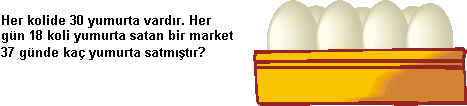 Her kolide 30 yumurta vardır. Her
gün 18 koli yumurta satan bir market
37 günde kaç yumurta satmıştır?